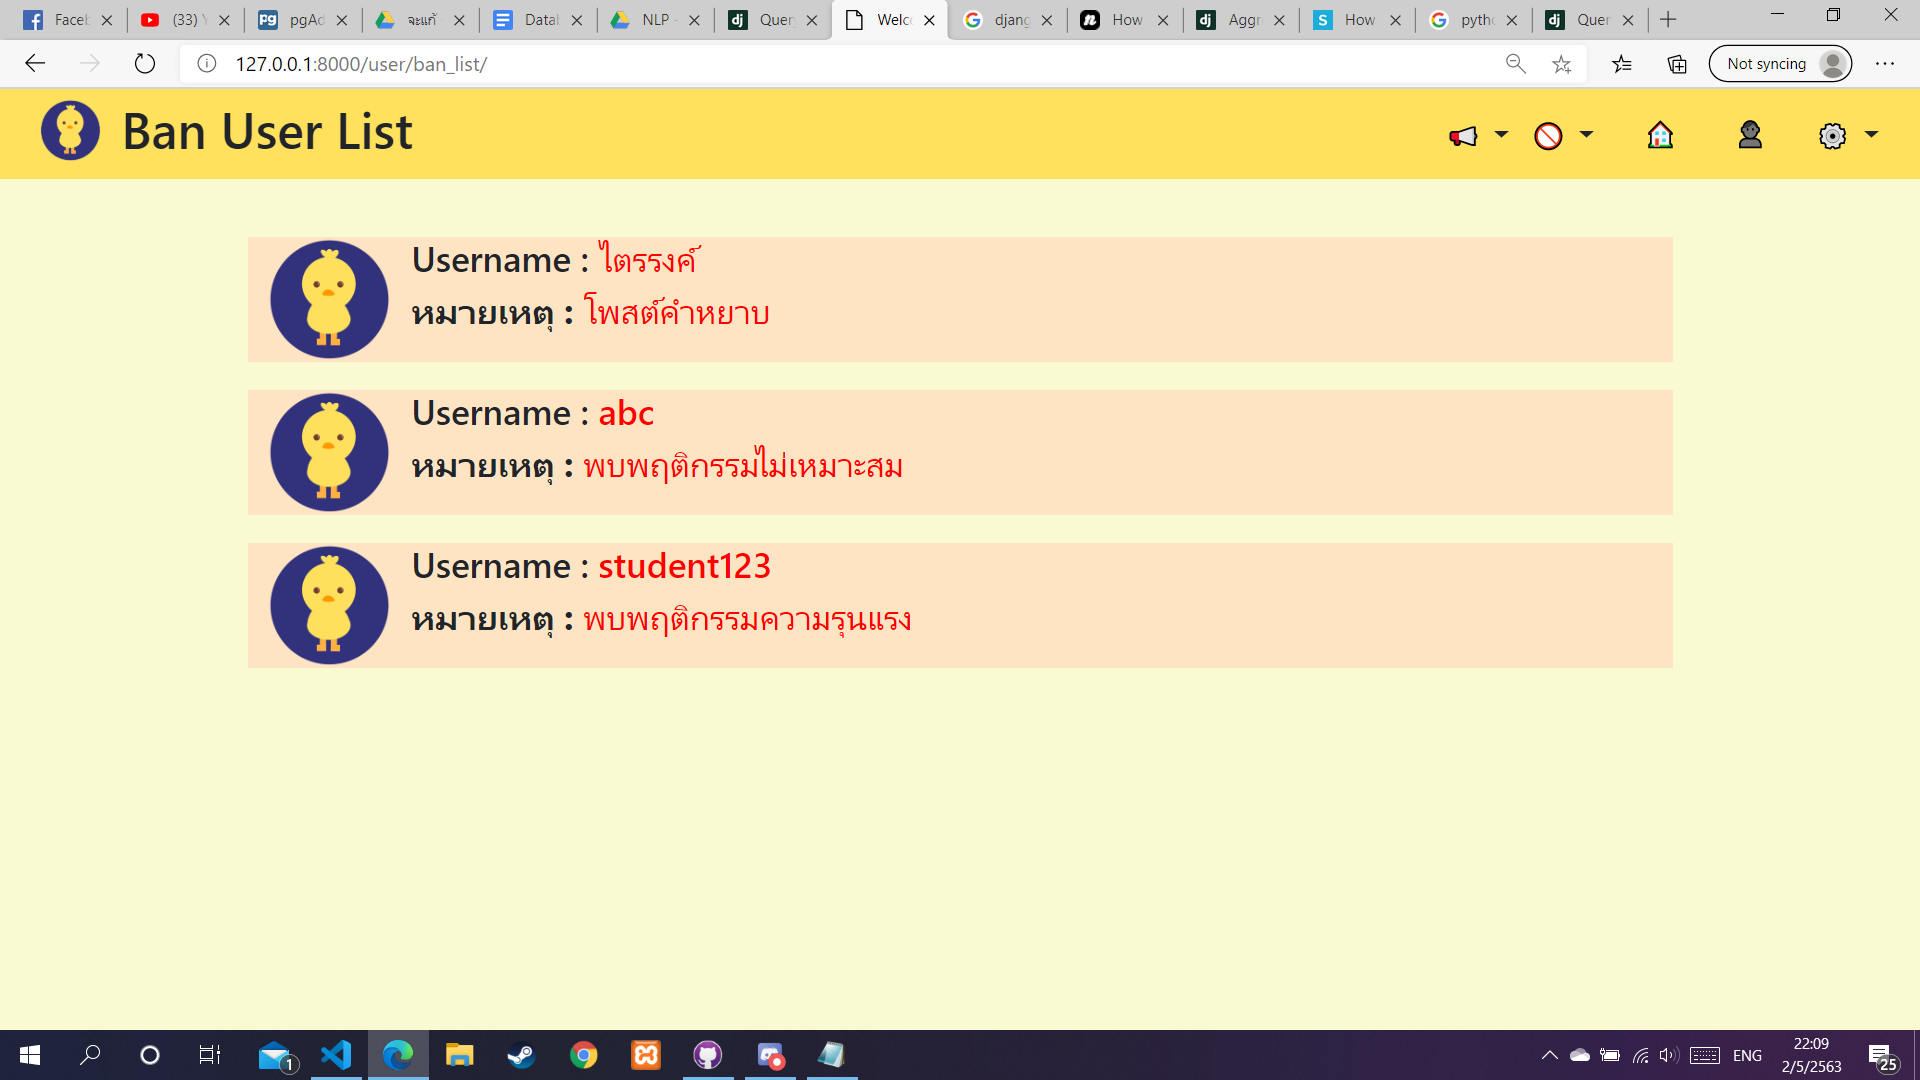 Faceb
(33) Y
pgAd
จะแก้
Datal
NLP -
Quer
Welco
djang
How
Aggr
How
pytho
Quer
127.0.0.1:8000/user/ban_list/
Not syncing
Ban User List
Username : ไตรรงค์
หมายเหตุ : โพสต์คำหยาบ
Username : abc
หมายเหตุ : พบพฤติกรรมไม่เหมาะสม
Username : student123
หมายเหตุ : พบพฤติกรรมความรุนแรง
1
ENG
22:09
2/5/2563
25